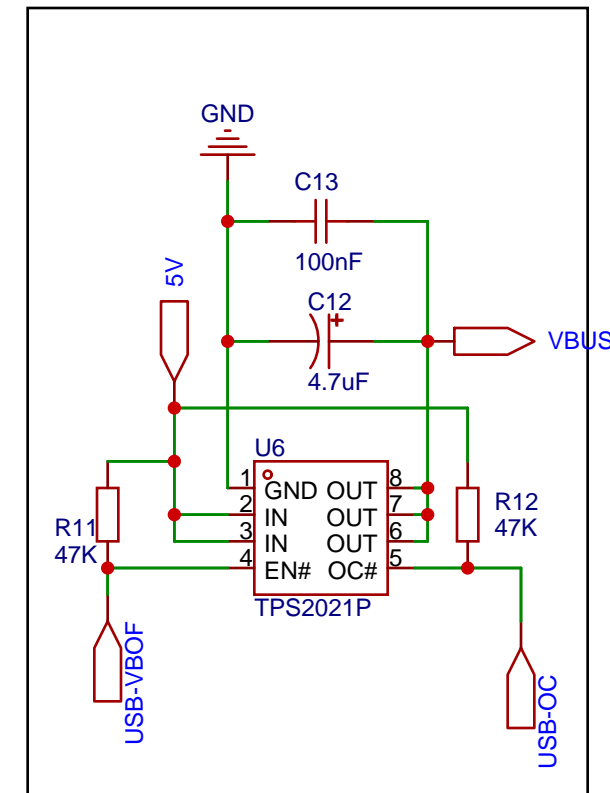 GND
C13
100nF
5V
C12
+
VBUS
4.7uF
U6
1 GND OUT 8
2 IN OUT 7
3 IN OUT 6
4 EN# OC# 5
TPS2021P
R11
47K
R12
47K
USB-VBOF
USB-OC